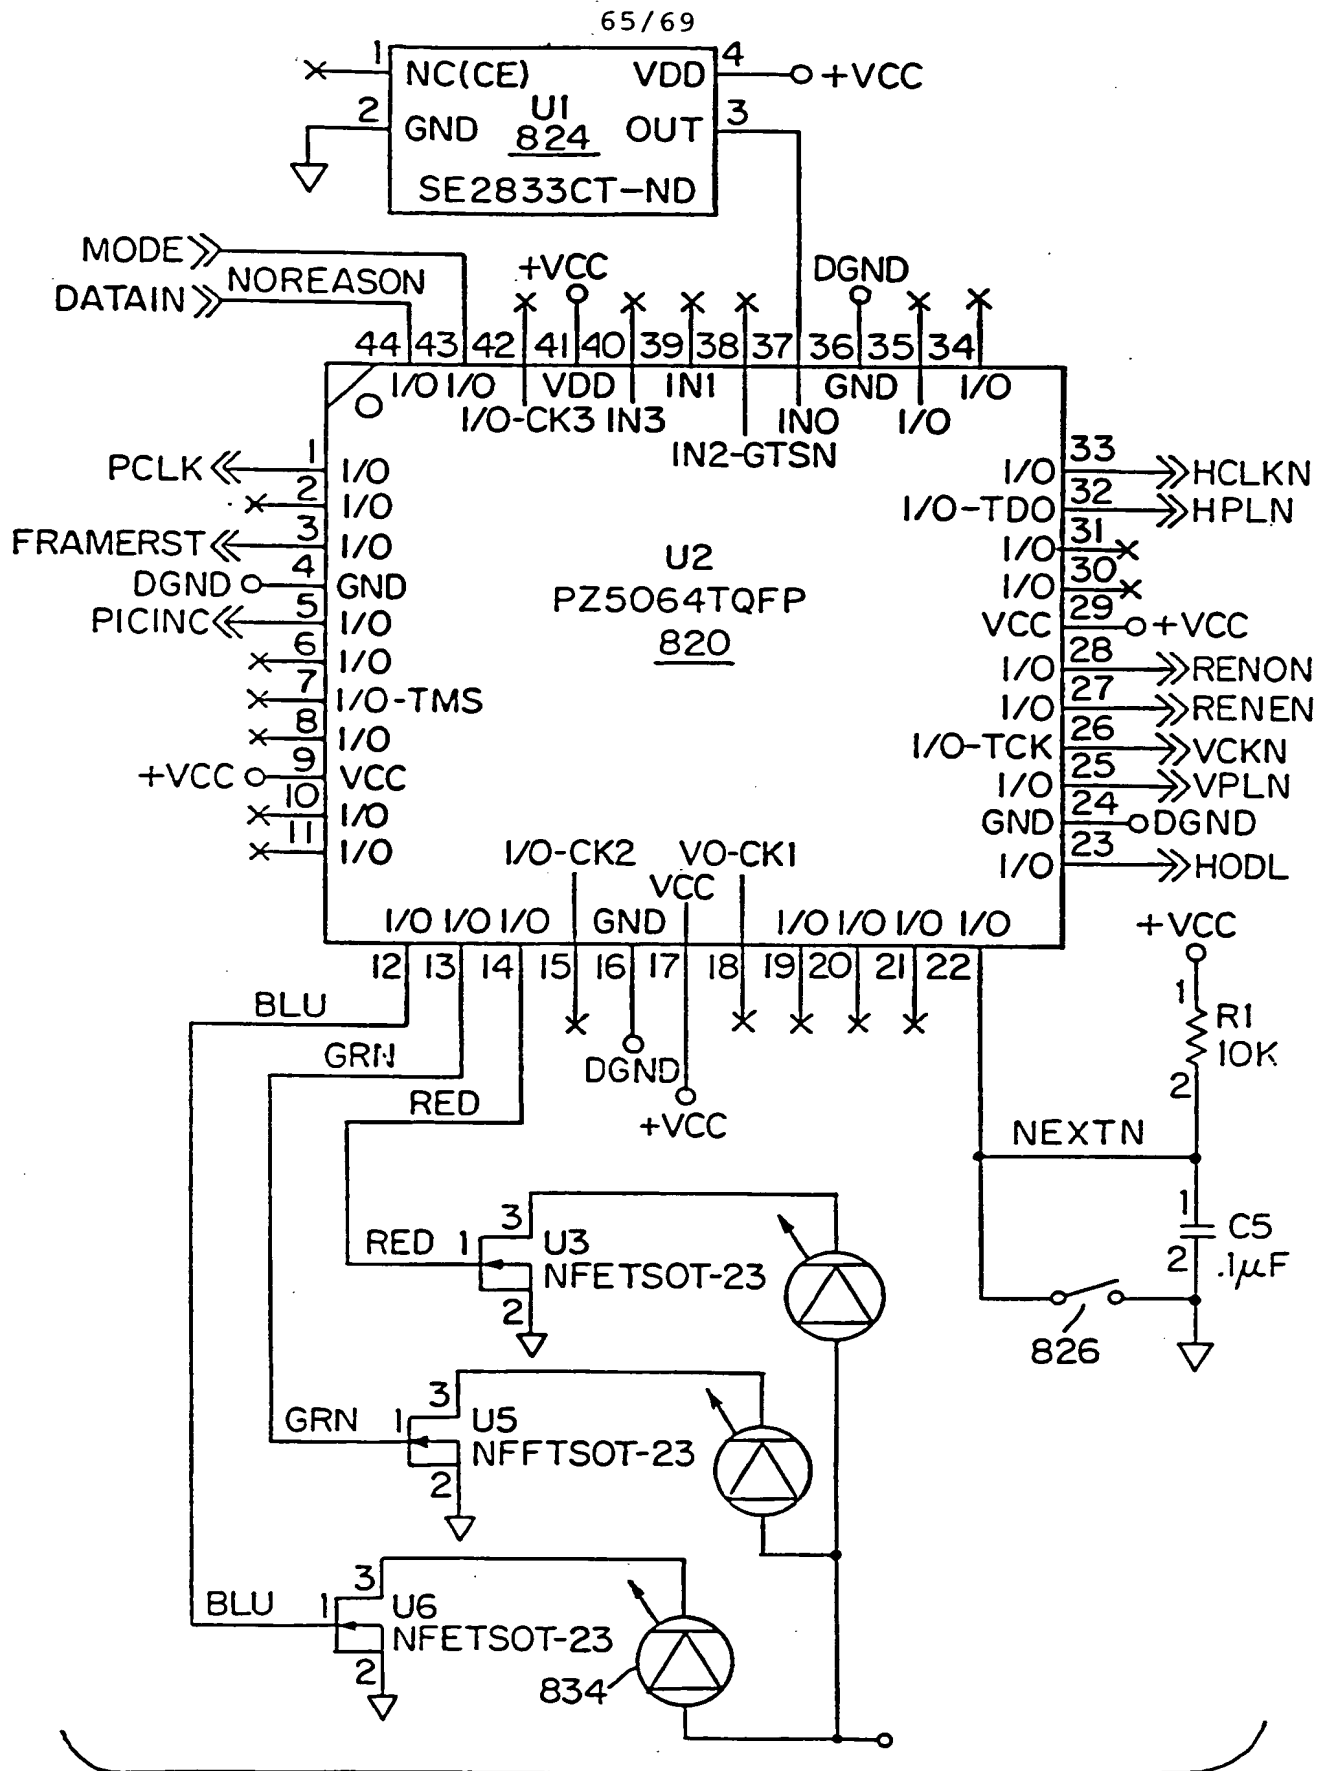 65/69
1 NC(CE) VDD 4 +VCC
2 GND U1 OUT 3
824
SE2833CT-ND
MODE
NOREASON
DATAIN
+VCC DGND
44 43 42 41 40 39 38 37 36 35 34
I/O I/O VDD IN1 GND I/O
I/O-CK3 IN3 IN0 I/O
IN2-GTSN
PCLK 1 I/O
2 I/O
FRAMERST 3 I/O
DGND 4 GND
PICINC 5 I/O
6 I/O
7 I/O-TMS
8 I/O
+VCC 9 VCC
10 I/O
11 I/O
U2
PZ5064TQFP
820
I/O 33 HCLKN
I/O-TDO 32 HPLN
I/O 31
I/O 30
VCC 29 +VCC
I/O 28 RENON
I/O 27 RENEN
I/O-TCK 26 VCKN
I/O 25 VPLN
GND 24 DGND
I/O 23 HODL
I/O-CK2 VO-CK1
VCC
I/O I/O I/O GND I/O I/O I/O I/O
12 13 14 15 16 17 18 19 20 21 22
BLU
GRN
RED
DGND
+VCC
+VCC
1
R1
10K
2
NEXTN
1
C5
2
.1µF
826
RED 1 3 U3
NFETSOT-23
2
GRN 1 3 U5
NFFTSOT-23
2
BLU 1 3 U6
NFETSOT-23
2
834